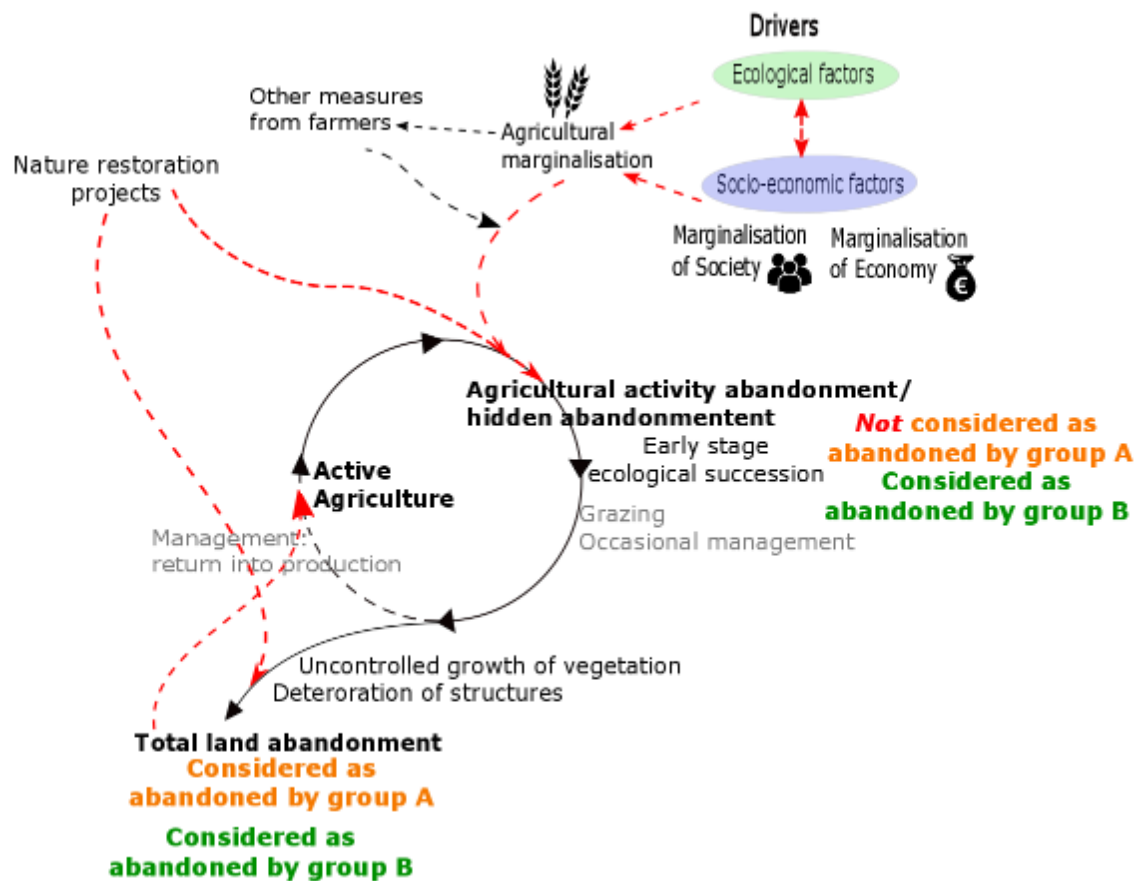 Drivers
Ecological factors
Other measures
from farmers
Agricultural
marginalisation
Nature restoration
projects
Socio-economic factors
Marginalisation
of Society
Marginalisation
of Economy
€
Agricultural activity abandonment/
hidden abandonmentent
Early stage
ecological succession
Not considered as
abandoned by group A
Considered as
abandoned by group B
Active
Agriculture
Grazing
Occasional management
Management:
return into production
Uncontrolled growth of vegetation
Deteroration of structures
Total land abandonment
Considered as
abandoned by group A
Considered as
abandoned by group B